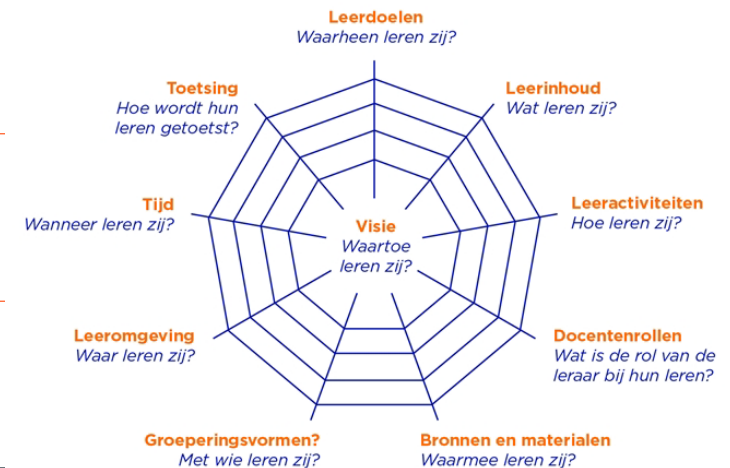 Leerdoelen
Waarheen leren zij?
Leerinhoud
Wat leren zij?
Leeractiviteiten
Hoe leren zij?
Docentenrollen
Wat is de rol van de
leraar bij hun leren?
Bronnen en materialen
Waarmee leren zij?
Groeperingsvormen?
Met wie leren zij?
Leeromgeving
Waar leren zij?
Tijd
Wanneer leren zij?
Toetsing
Hoe wordt hun
leren getoetst?
Visie
Waartoe
leren zij?